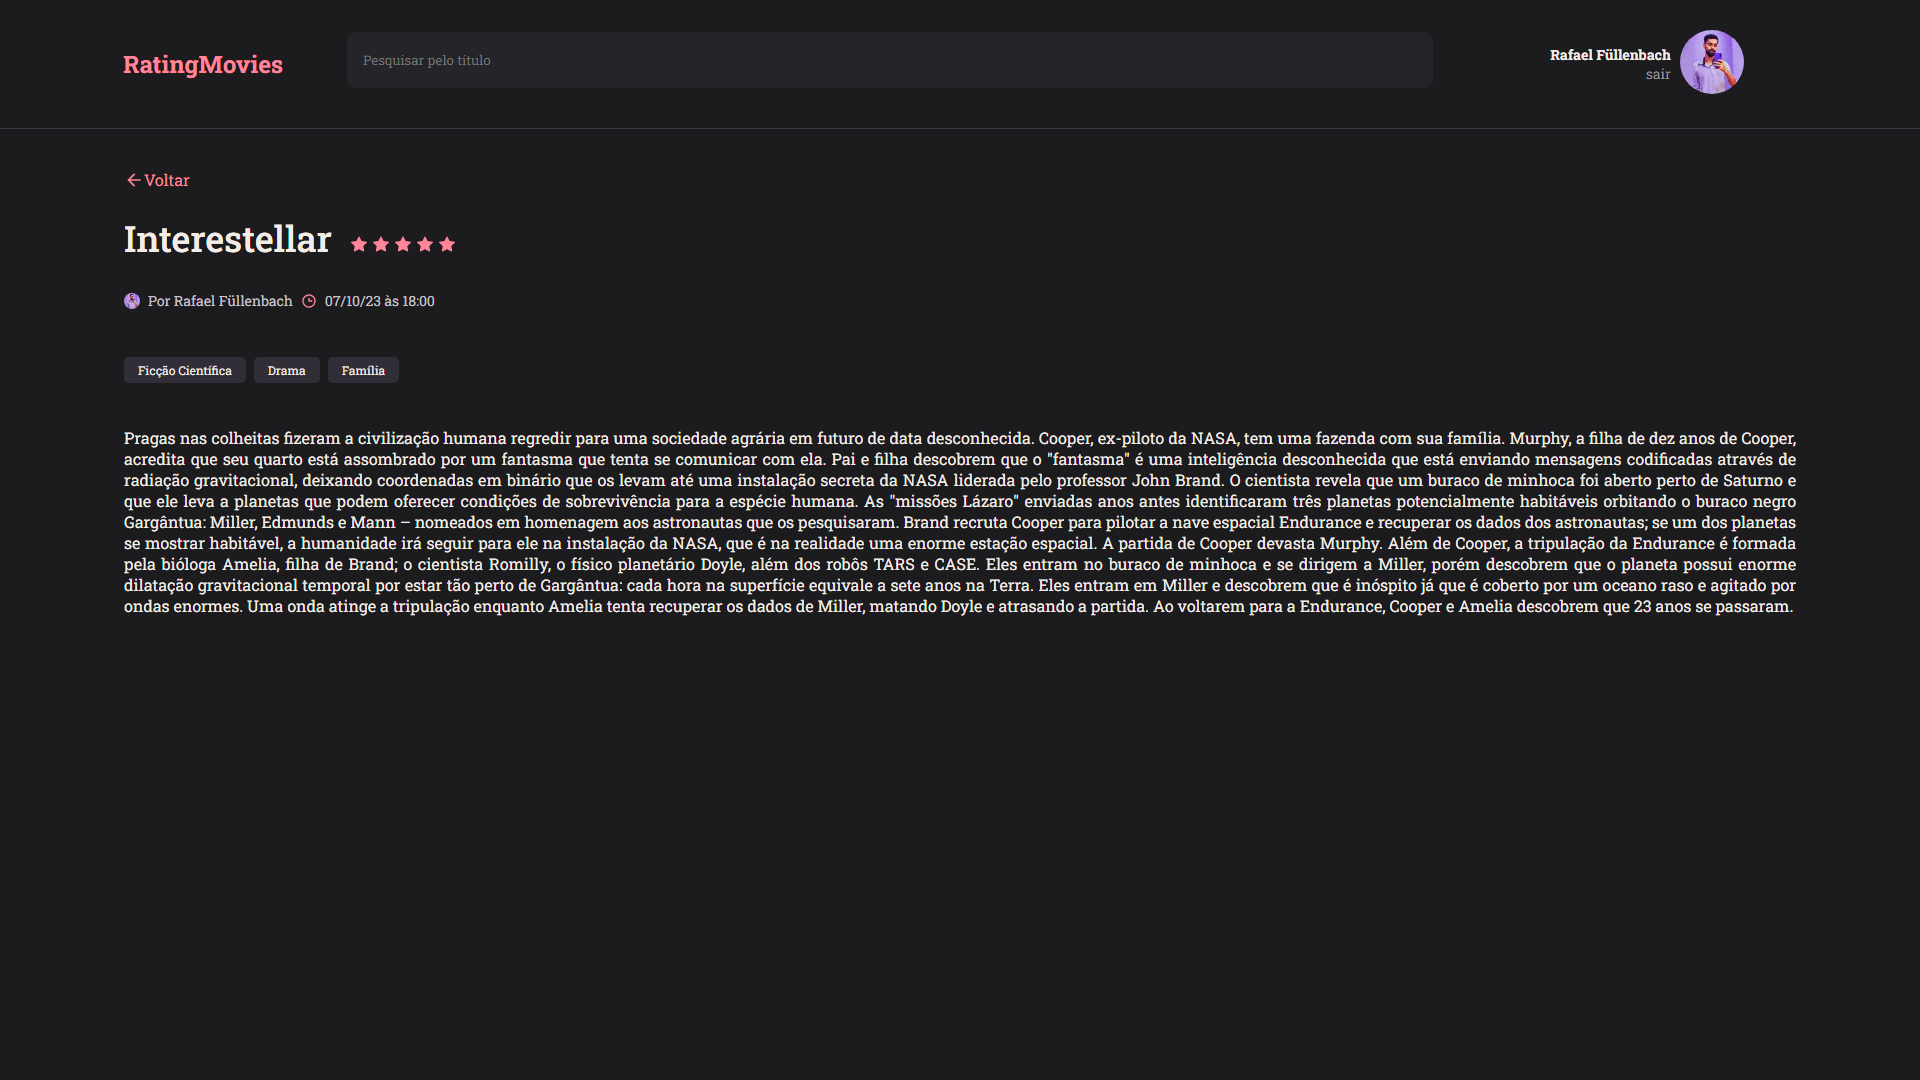 RatingMovies
Pesquisar pelo título
Rafael Füllenbach
sair
Voltar
Interestellar
Por Rafael Füllenbach 07/10/23 às 18:00
Ficção Científica Drama Família
Pragas nas colheitas fizeram a civilização humana regredir para uma sociedade agrária em futuro de data desconhecida. Cooper, ex-piloto da NASA, tem uma fazenda com sua família. Murphy, a filha de dez anos de Cooper,
acredita que seu quarto está assombrado por um fantasma que tenta se comunicar com ela. Pai e filha descobrem que o "fantasma" é uma inteligência desconhecida que está enviando mensagens codificadas através de
radiação gravitacional, deixando coordenadas em binário que os levam até uma instalação secreta da NASA liderada pelo professor John Brand. O cientista revela que um buraco de minhoca foi aberto perto de Saturno e
que ele leva a planetas que podem oferecer condições de sobrevivência para a espécie humana. As "missões Lázaro" enviadas anos antes identificaram três planetas potencialmente habitáveis orbitando o buraco negro
Gargântua: Miller, Edmunds e Mann – nomeados em homenagem aos astronautas que os pesquisaram. Brand recruta Cooper para pilotar a nave espacial Endurance e recuperar os dados dos astronautas; se um dos planetas
se mostrar habitável, a humanidade irá seguir para ele na instalação da NASA, que é na realidade uma enorme estação espacial. A partida de Cooper devasta Murphy. Além de Cooper, a tripulação da Endurance é formada
pela bióloga Amelia, filha de Brand; o cientista Romilly, o físico planetário Doyle, além dos robôs TARS e CASE. Eles entram no buraco de minhoca e se dirigem a Miller, porém descobrem que o planeta possui enorme
dilatação gravitacional temporal por estar tão perto de Gargântua: cada hora na superfície equivale a sete anos na Terra. Eles entram em Miller e descobrem que é inóspito já que é coberto por um oceano raso e agitado por
ondas enormes. Uma onda atinge a tripulação enquanto Amelia tenta recuperar os dados de Miller, matando Doyle e atrasando a partida. Ao voltarem para a Endurance, Cooper e Amelia descobrem que 23 anos se passaram.